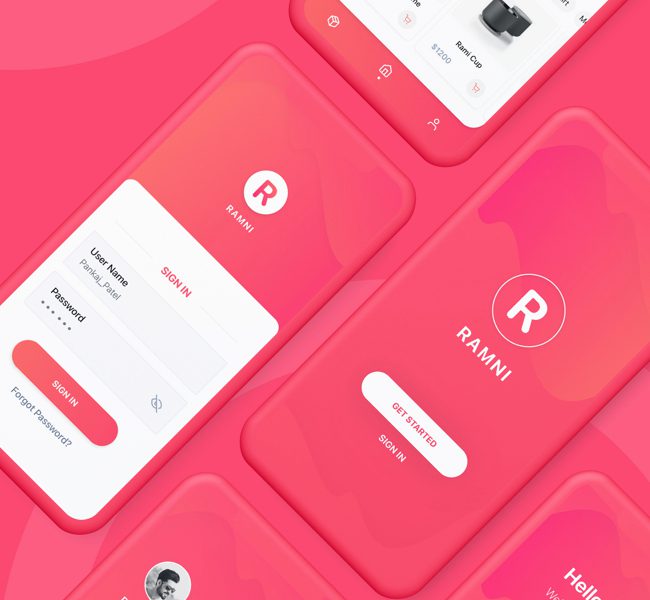 $1200
Rami Cup
R
RAMNI
SIGN IN
User Name
Pankaj_Patel
Password
SIGN IN
Forgot Password?
R
RAMNI
GET STARTED
SIGN IN
Hello